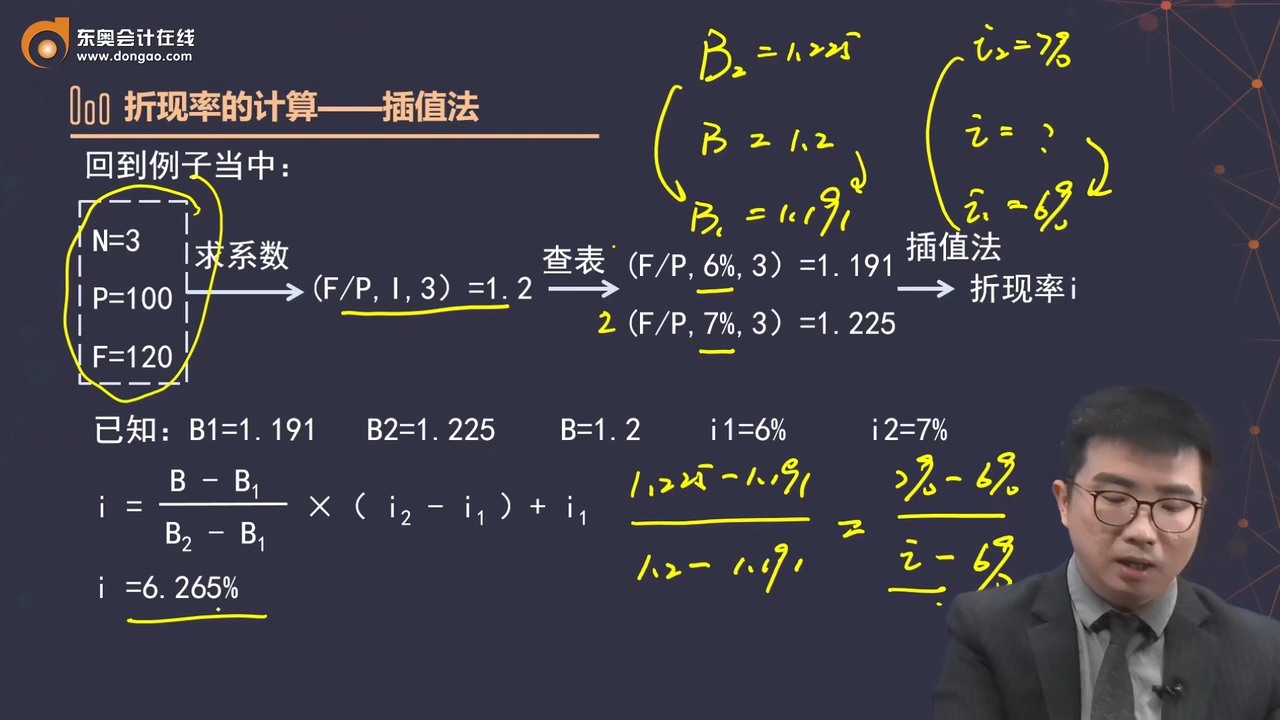 东奥会计在线
www.dongao.com
折现率的计算——插值法
B₂ = 1.225
i₂ = 7%
B = 1.2
i = ?
B₁ = 1.191
i₁ = 6%
回到例子当中：
N=3
P=100
F=120
求系数
(F/P,I,3)=1.2
查表
(F/P,6%,3)=1.191
2 (F/P,7%,3)=1.225
插值法
折现率i
已知：B1=1.191 B2=1.225 B=1.2 i1=6% i2=7%
i = (B - B₁) / (B₂ - B₁) × ( i₂ - i₁ ) + i₁
(1.225 - 1.191) / (1.2 - 1.191) = (7% - 6%) / (i - 6%)
i =6.265%